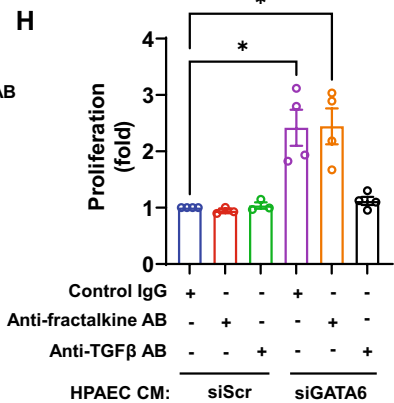 H
*
AB
*
Proliferation
(fold)
4
3
2
1
0
Control IgG + - - + - -
Anti-fractalkine AB - + - - + -
Anti-TGFβ AB - - + - - +
HPAEC CM: siScr siGATA6